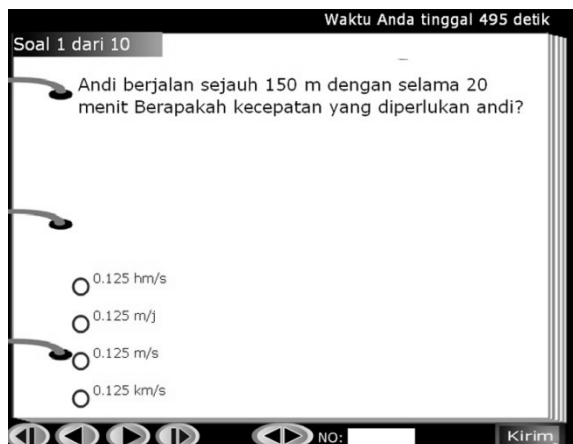 Waktu Anda tinggal 495 detik
Soal 1 dari 10
Andi berjalan sejauh 150 m dengan selama 20
menit Berapakah kecepatan yang diperlukan andi?
0.125 hm/s
0.125 m/j
0.125 m/s
0.125 km/s
NO:
Kirim